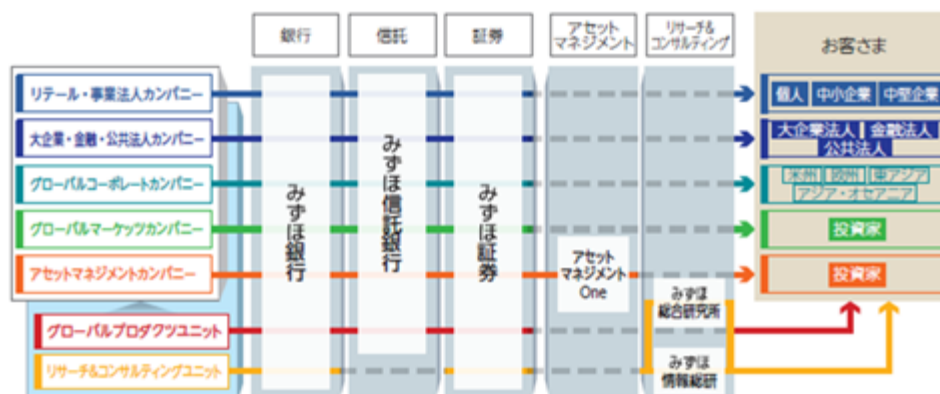 銀行
信託
証券
アセット
マネジメント
リサーチ&
コンサルティング
お客さま
リテール・事業法人カンパニー
大企業・金融・公共法人カンパニー
グローバルコーポレートカンパニー
グローバルマーケッツカンパニー
アセットマネジメントカンパニー
グローバルプロダクツユニット
リサーチ&コンサルティングユニット
みずほ銀行
みずほ信託銀行
みずほ証券
アセット
マネジメント
One
みずほ
総合研究所
みずほ
情報総研
個人 中小企業 中堅企業
大企業法人 金融法人
公共法人
米州 欧州 東アジア
アジア・オセアニア
投資家
投資家